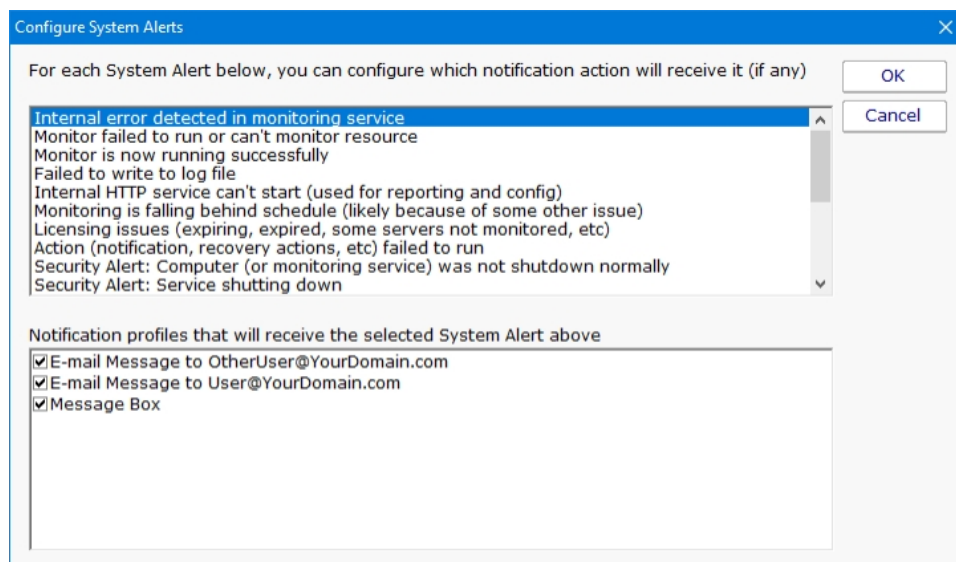 Configure System Alerts
For each System Alert below, you can configure which notification action will receive it (if any)
OK
Cancel
Internal error detected in monitoring service
Monitor failed to run or can't monitor resource
Monitor is now running successfully
Failed to write to log file
Internal HTTP service can't start (used for reporting and config)
Monitoring is falling behind schedule (likely because of some other issue)
Licensing issues (expiring, expired, some servers not monitored, etc)
Action (notification, recovery actions, etc) failed to run
Security Alert: Computer (or monitoring service) was not shutdown normally
Security Alert: Service shutting down
Notification profiles that will receive the selected System Alert above
E-mail Message to OtherUser@YourDomain.com
E-mail Message to User@YourDomain.com
Message Box